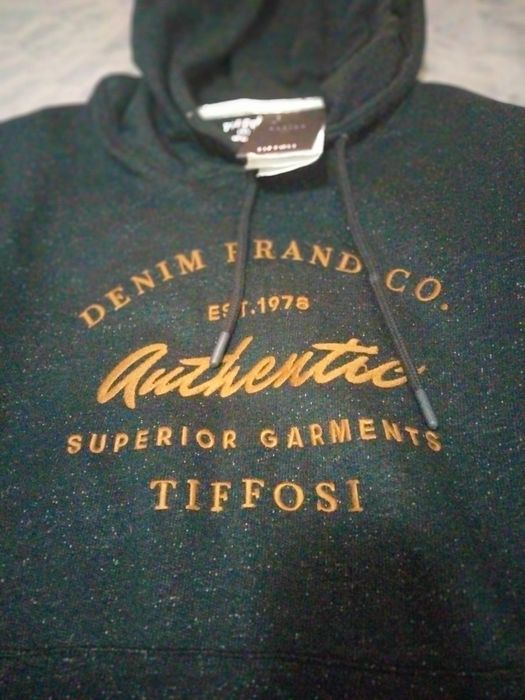 DENIM BRAND CO.
EST.1978
Authentic
SUPERIOR GARMENTS
TIFFOSI